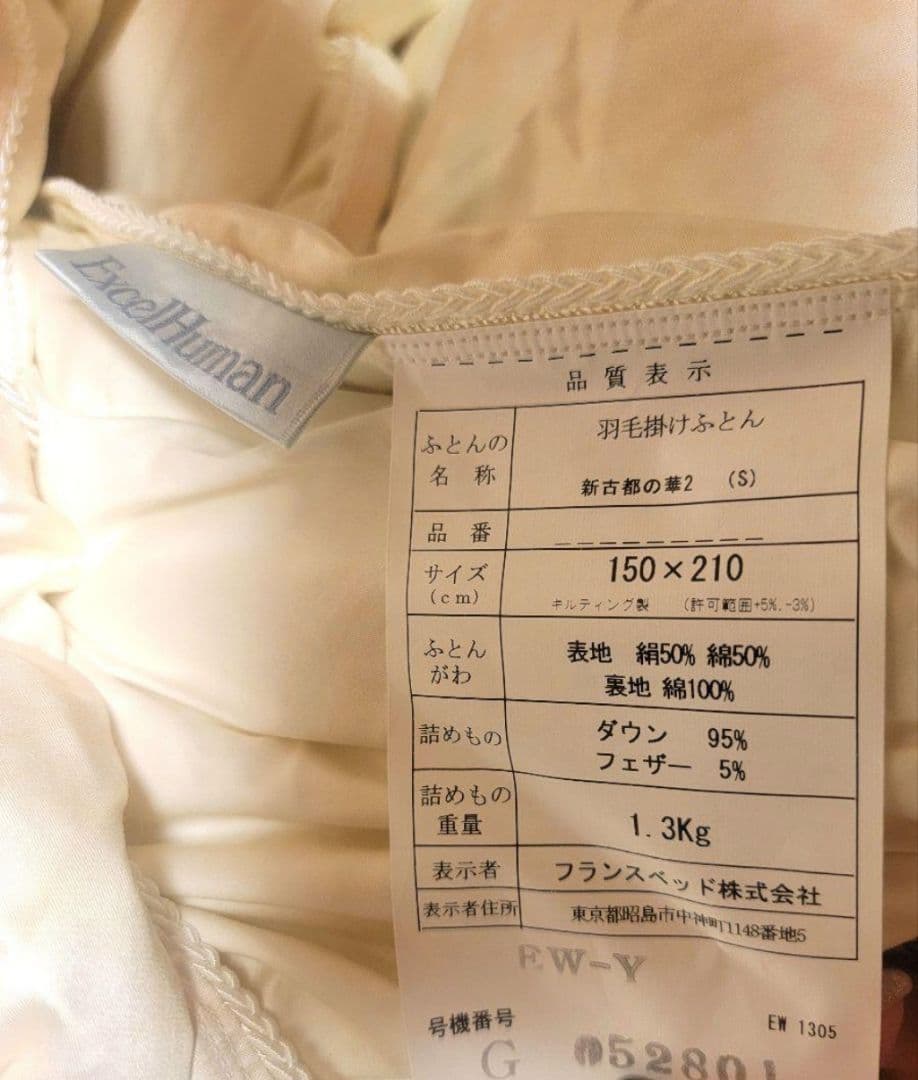 ExcelHuman
品質表示
ふとんの名称
羽毛掛けふとん
新古都の華2 (S)
品番
サイズ(cm)
150×210
キルティング製 (許可範囲+5%.-3%)
ふとんがわ
表地 絹50% 綿50%
裏地 綿100%
詰めもの
ダウン 95%
フェザー 5%
詰めもの重量
1.3Kg
表示者
フランスベッド株式会社
表示者住所
東京都昭島市中神町1148番地5
EW-Y
号機番号
EW 1305
G